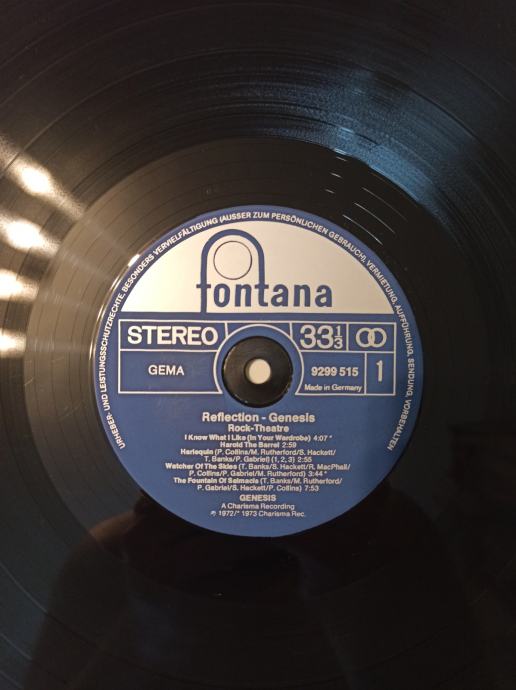 URHEBER- UND LEISTUNGSSCHUTZRECHTE, BESONDERS VERVIELFÄLTIGUNG (AUSSER ZUM PERSÖNLICHEN GEBRAUCH), VERMIETUNG, AUFFÜHRUNG, SENDUNG, VORBEHALTEN
fontana
STEREO 33 1/3
GEMA 9299 515 1
Made in Germany
Reflection - Genesis
Rock-Theatre
I Know What I Like (In Your Wardrobe) 4:07 *
Harold The Barrel 2:59
Harlequin (P. Collins/M. Rutherford/S. Hackett/
T. Banks/P. Gabriel) (1, 2, 3) 2:55
Watcher Of The Skies (T. Banks/S. Hackett/R. MacPhail/
P. Collins/P. Gabriel/M. Rutherford) 3:44 *
The Fountain Of Salmacis (T. Banks/M. Rutherford/
P. Gabriel/S. Hackett/P. Collins) 7:53
GENESIS
A Charisma Recording
℗ 1972/* 1973 Charisma Rec.